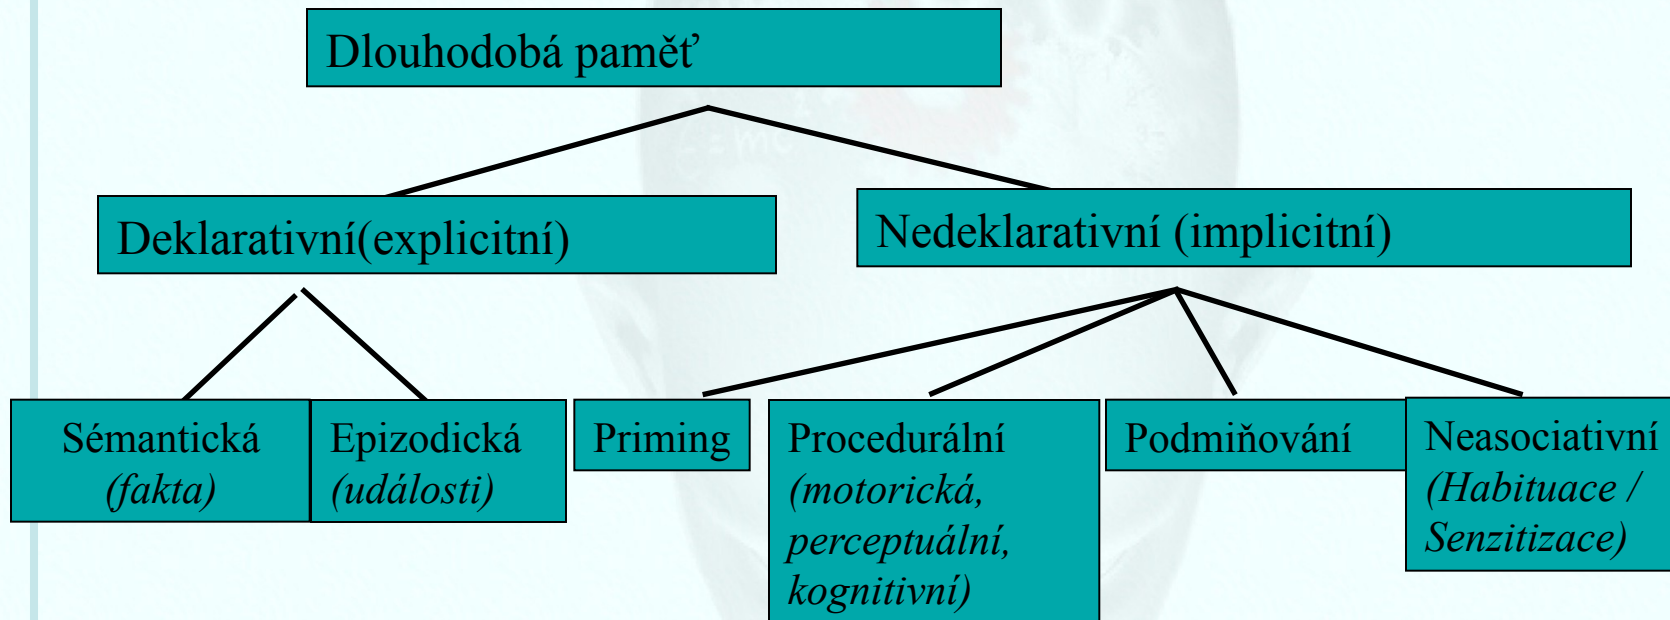 Dlouhodobá paměť
Deklarativní(explicitní)
Nedeklarativní (implicitní)
Sémantická
(fakta)
Epizodická
(události)
Priming
Procedurální
(motorická,
perceptuální,
kognitivní)
Podmiňování
Neasociativní
(Habituace /
Senzitizace)